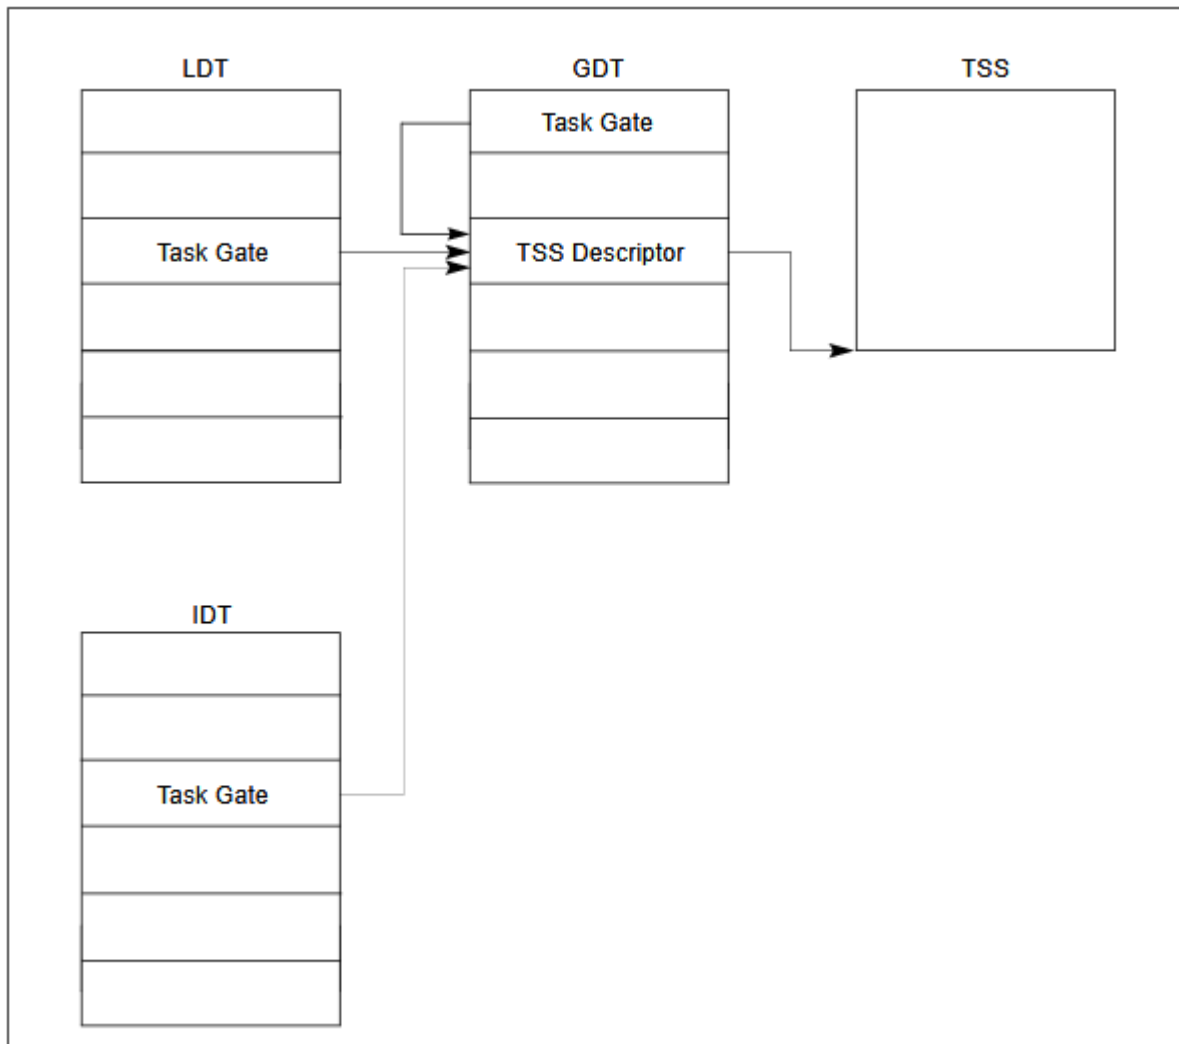 LDT
GDT
TSS
Task Gate
Task Gate
TSS Descriptor
IDT
Task Gate